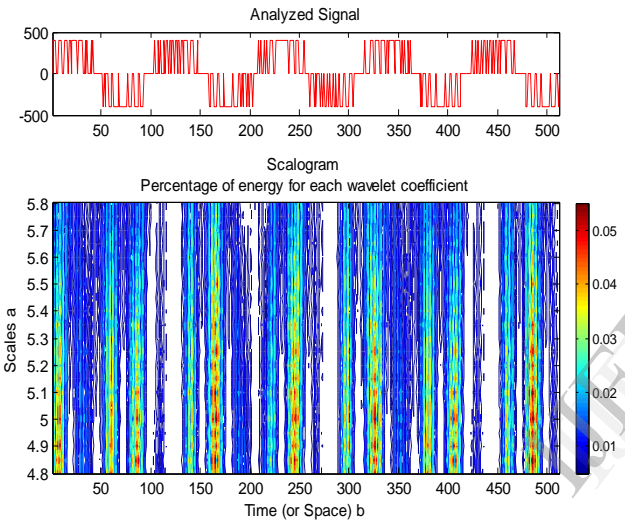 Analyzed Signal
500
0
-500
50 100 150 200 250 300 350 400 450 500
Scalogram
Percentage of energy for each wavelet coefficient
5.8
5.7
5.6
5.5
5.4
5.3
5.2
5.1
5
4.9
4.8
Scales a
50 100 150 200 250 300 350 400 450 500
Time (or Space) b
0.05
0.04
0.03
0.02
0.01